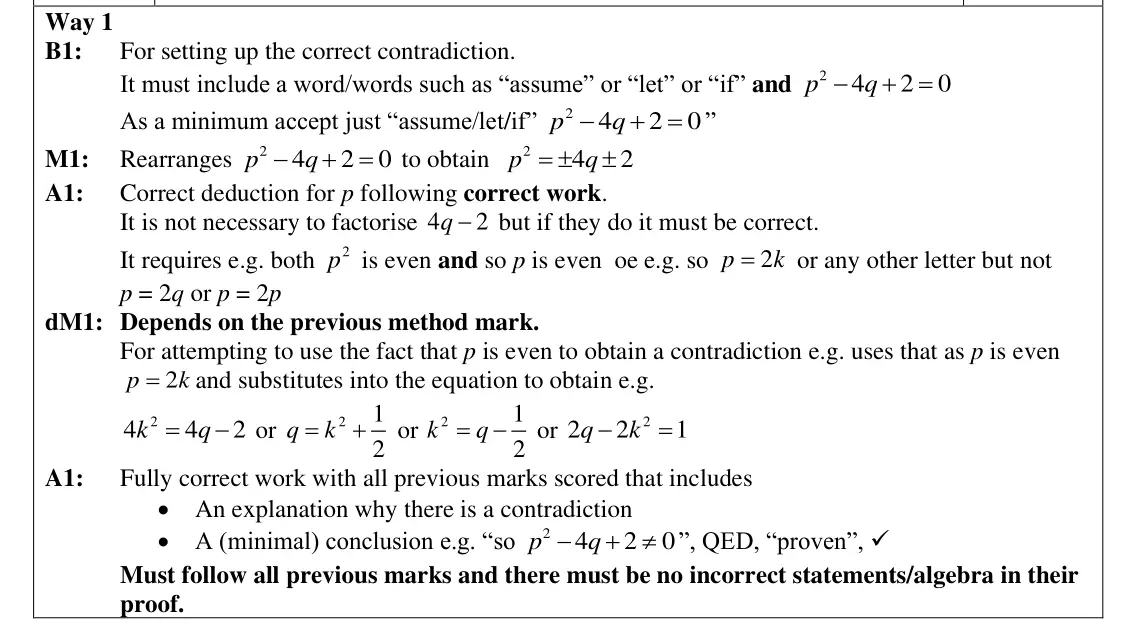 Way 1
B1: For setting up the correct contradiction.
It must include a word/words such as “assume” or “let” or “if” and p² − 4q + 2 = 0
As a minimum accept just “assume/let/if” p² − 4q + 2 = 0”
M1: Rearranges p² − 4q + 2 = 0 to obtain p² = ±4q ± 2
A1: Correct deduction for p following correct work.
It is not necessary to factorise 4q − 2 but if they do it must be correct.
It requires e.g. both p² is even and so p is even oe e.g. so p = 2k or any other letter but not
p = 2q or p = 2p
dM1: Depends on the previous method mark.
For attempting to use the fact that p is even to obtain a contradiction e.g. uses that as p is even
p = 2k and substitutes into the equation to obtain e.g.
4k² = 4q − 2 or q = k² + 1/2 or k² = q − 1/2 or 2q − 2k² = 1
A1: Fully correct work with all previous marks scored that includes
• An explanation why there is a contradiction
• A (minimal) conclusion e.g. “so p² − 4q + 2 ≠ 0”, QED, “proven”, ✓
Must follow all previous marks and there must be no incorrect statements/algebra in their
proof.